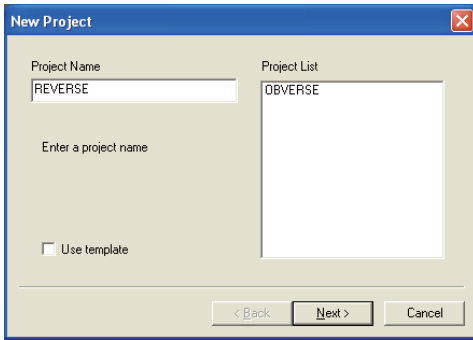 New Project
Project Name
REVERSE
Enter a project name
Use template
Project List
OBVERSE
< Back
Next >
Cancel